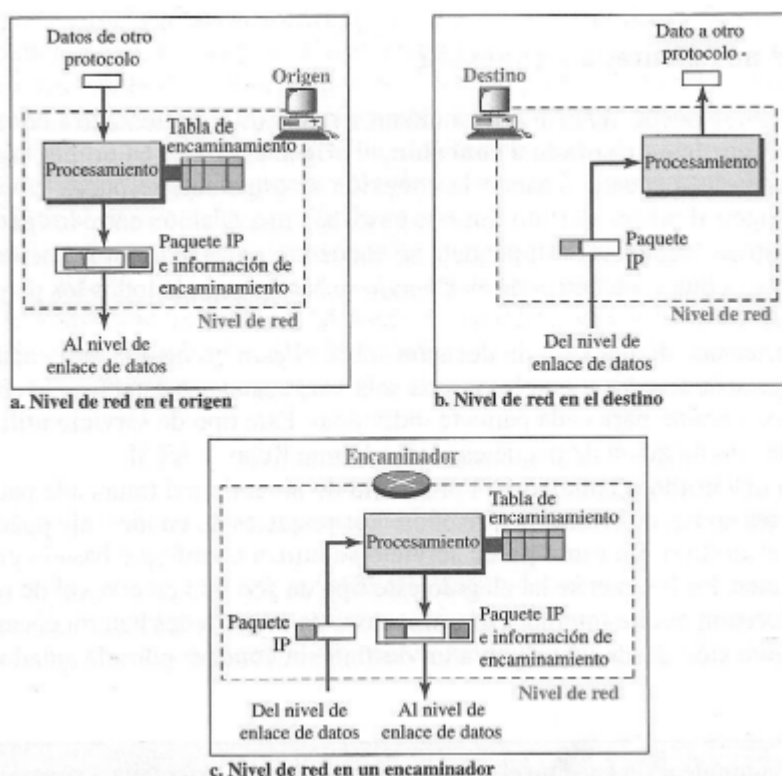 Datos de otro
protocolo
Origen
Tabla de
encaminamiento
Procesamiento
Paquete IP
e información de
encaminamiento
Nivel de red
Al nivel de
enlace de datos
a. Nivel de red en el origen
Dato a otro
protocolo
Destino
Procesamiento
Paquete
IP
Nivel de red
Del nivel de
enlace de datos
b. Nivel de red en el destino
Encaminador
Tabla de
encaminamiento
Procesamiento
Paquete
IP
Paquete IP
e información de
encaminamiento
Nivel de red
Del nivel de
enlace de datos
Al nivel de
enlace de datos
c. Nivel de red en un encaminador